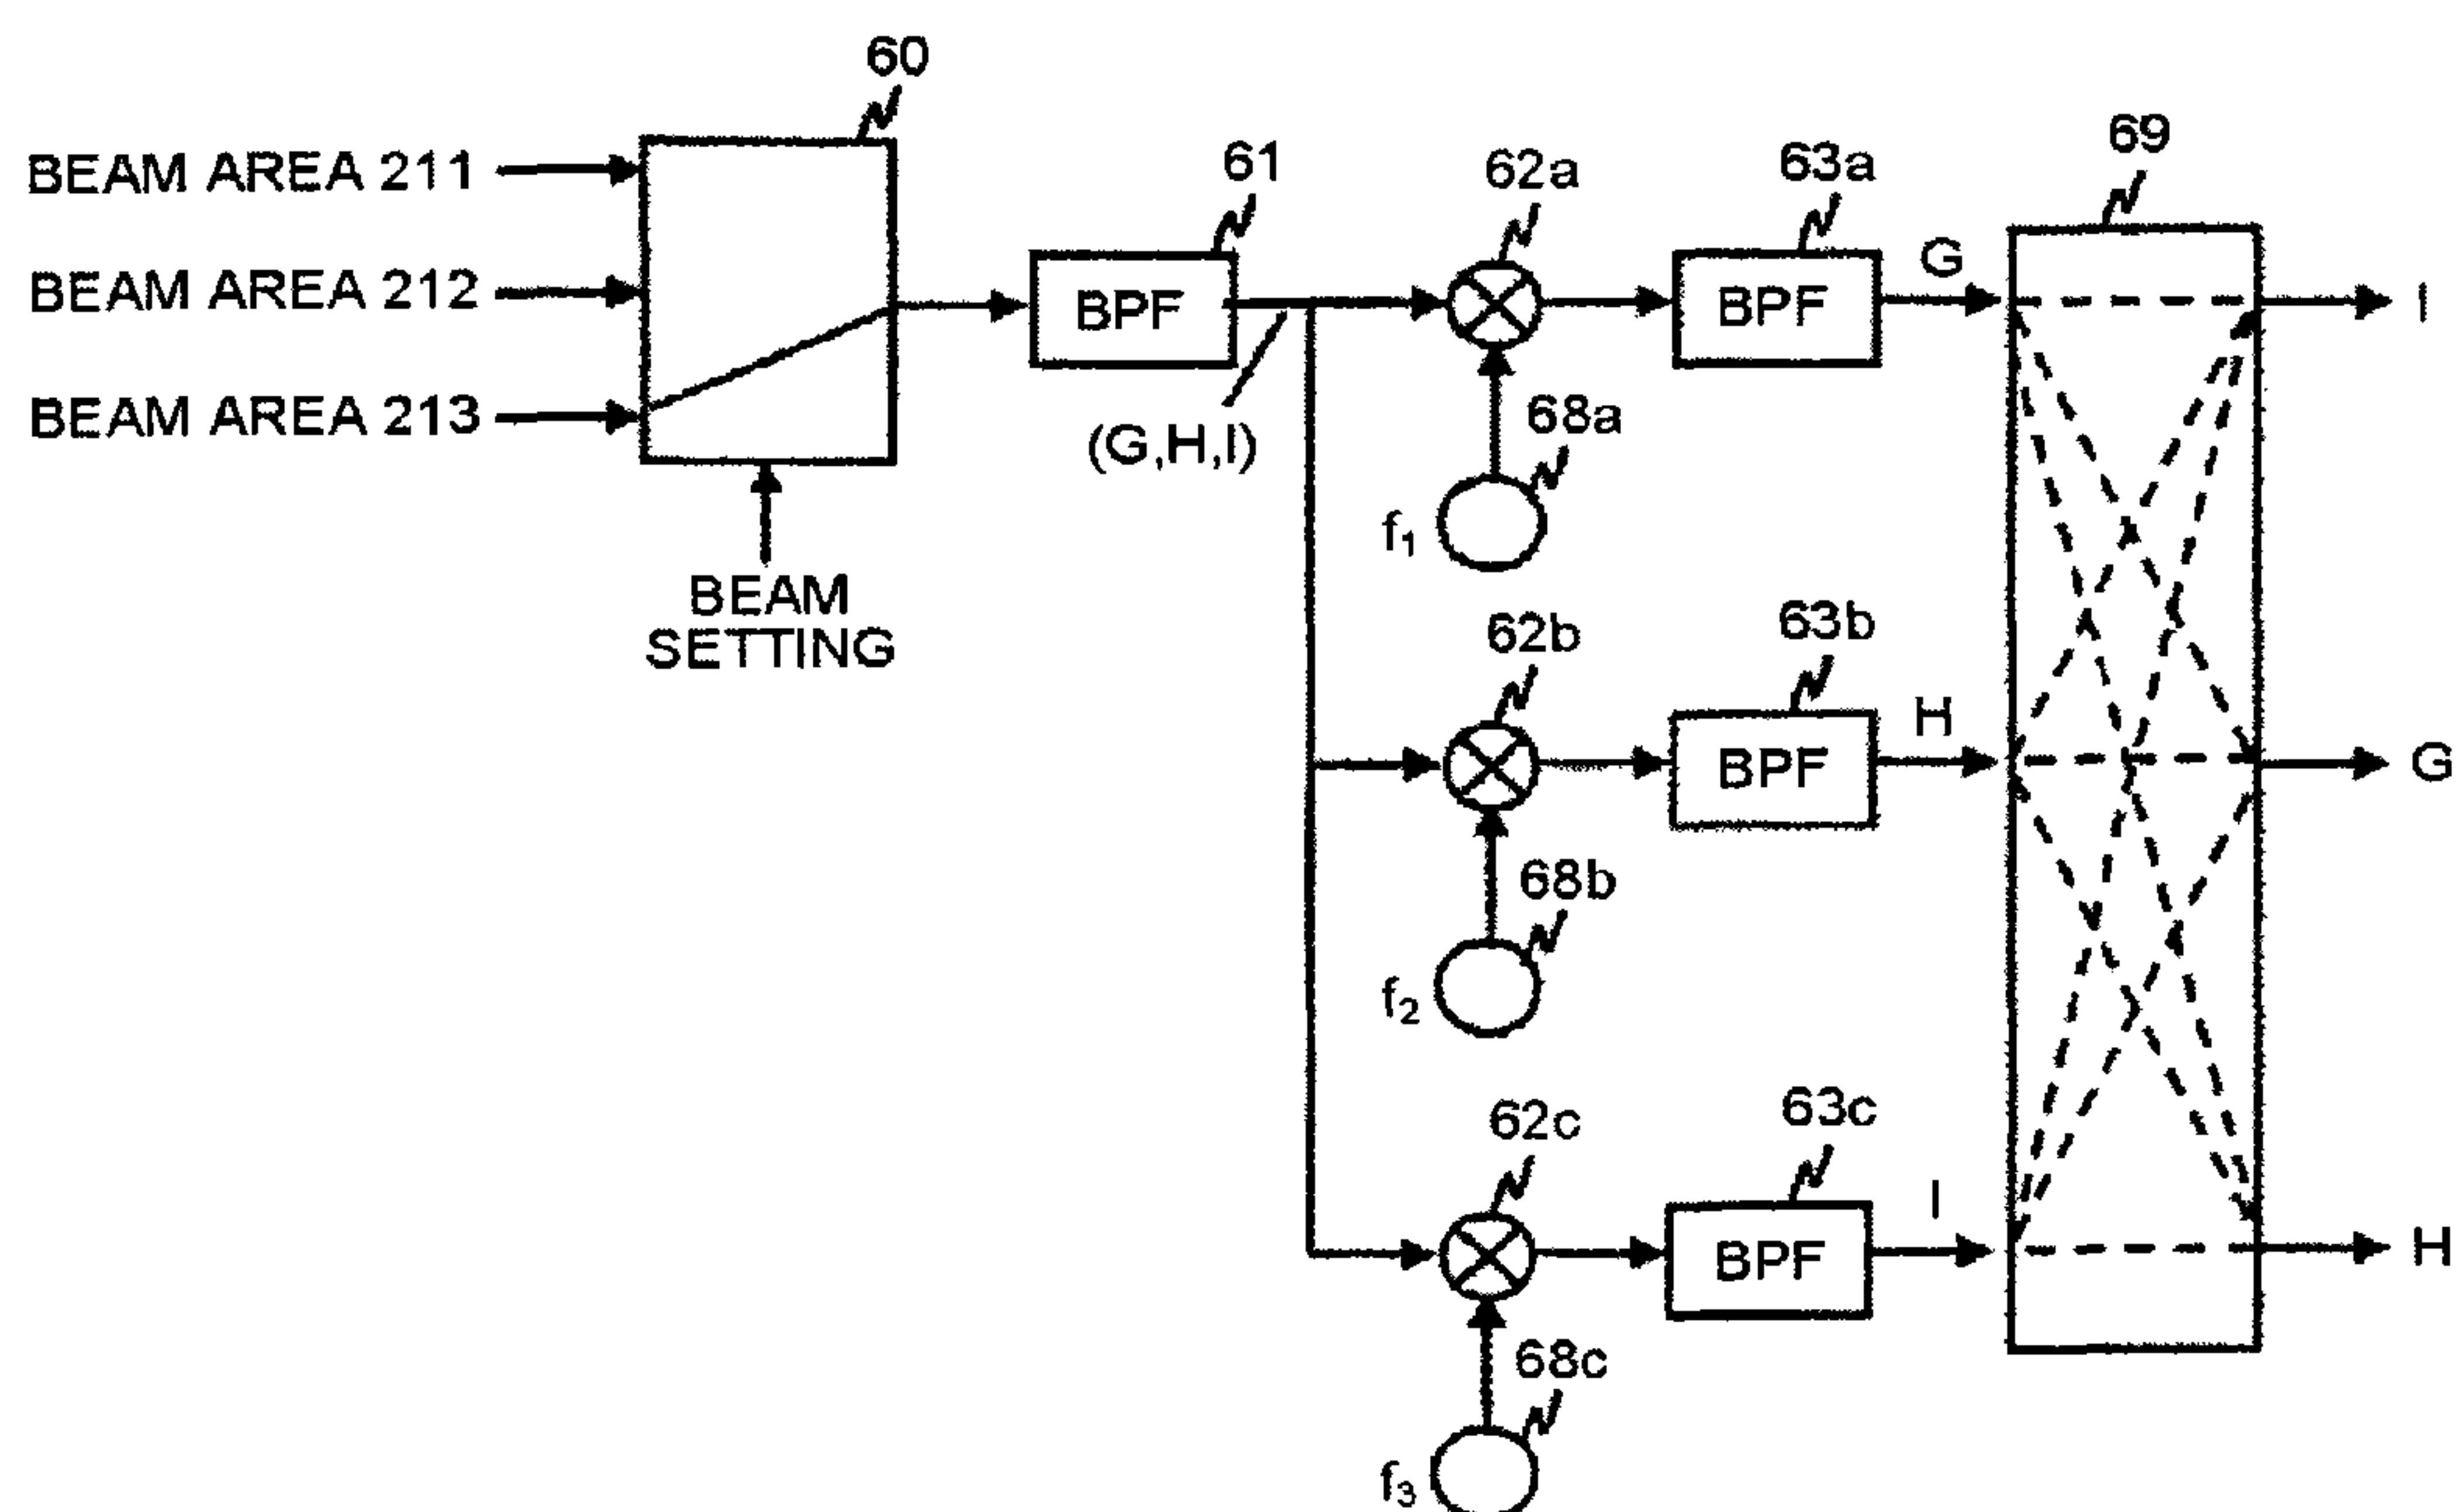 60
BEAM AREA 211
BEAM AREA 212
BEAM AREA 213
BEAM
SETTING
61
BPF
(G,H,I)
62a
63a
BPF
G
69
I
68a
f1
62b
63b
BPF
H
G
68b
f2
62c
63c
BPF
I
H
68c
f3